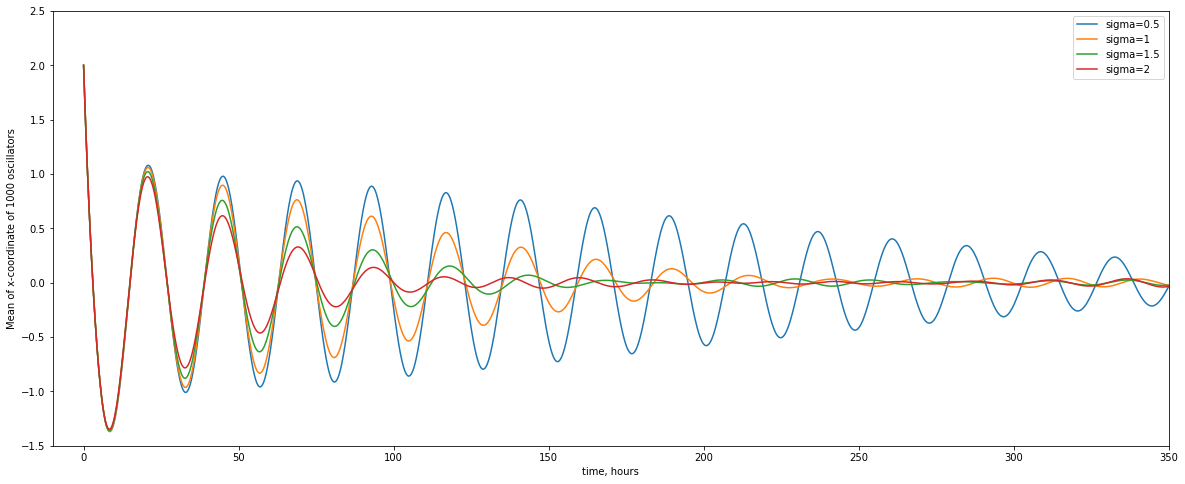 2.5
2.0
1.5
1.0
0.5
0.0
−0.5
−1.0
−1.5
Mean of x-coordinate of 1000 oscillators
0
50
100
150
200
250
300
350
time, hours
sigma=0.5
sigma=1
sigma=1.5
sigma=2